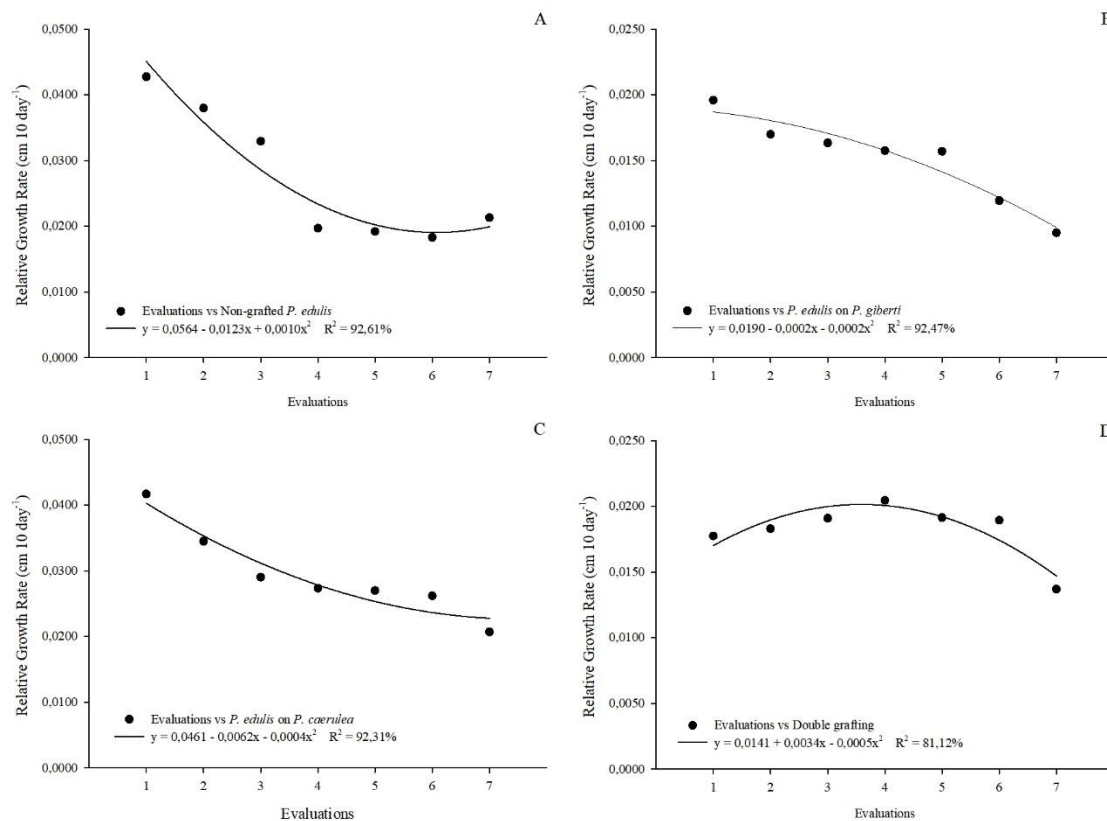 A
Relative Growth Rate (cm 10 day⁻¹)
0,0500
0,0400
0,0300
0,0200
0,0100
0,0000
● Evaluations vs Non-grafted P. edulis
y = 0,0564 - 0,0123x + 0,0010x² R² = 92,61%
1 2 3 4 5 6 7
Evaluations
Relative Growth Rate (cm 10 day⁻¹)
0,0250
0,0200
0,0150
0,0100
0,0050
0,0000
● Evaluations vs P. edulis on P. giberti
y = 0,0190 - 0,0002x - 0,0002x² R² = 92,47%
1 2 3 4 5 6 7
Evaluations
C
Relative Growth Rate (cm 10 day⁻¹)
0,0500
0,0400
0,0300
0,0200
0,0100
0,0000
● Evaluations vs P. edulis on P. caerulea
y = 0,0461 - 0,0062x - 0,0004x² R² = 92,31%
1 2 3 4 5 6 7
Evaluations
D
Relative Growth Rate (cm 10 day⁻¹)
0,0250
0,0200
0,0150
0,0100
0,0050
0,0000
● Evaluations vs Double grafting
y = 0,0141 + 0,0034x - 0,0005x² R² = 81,12%
1 2 3 4 5 6 7
Evaluations